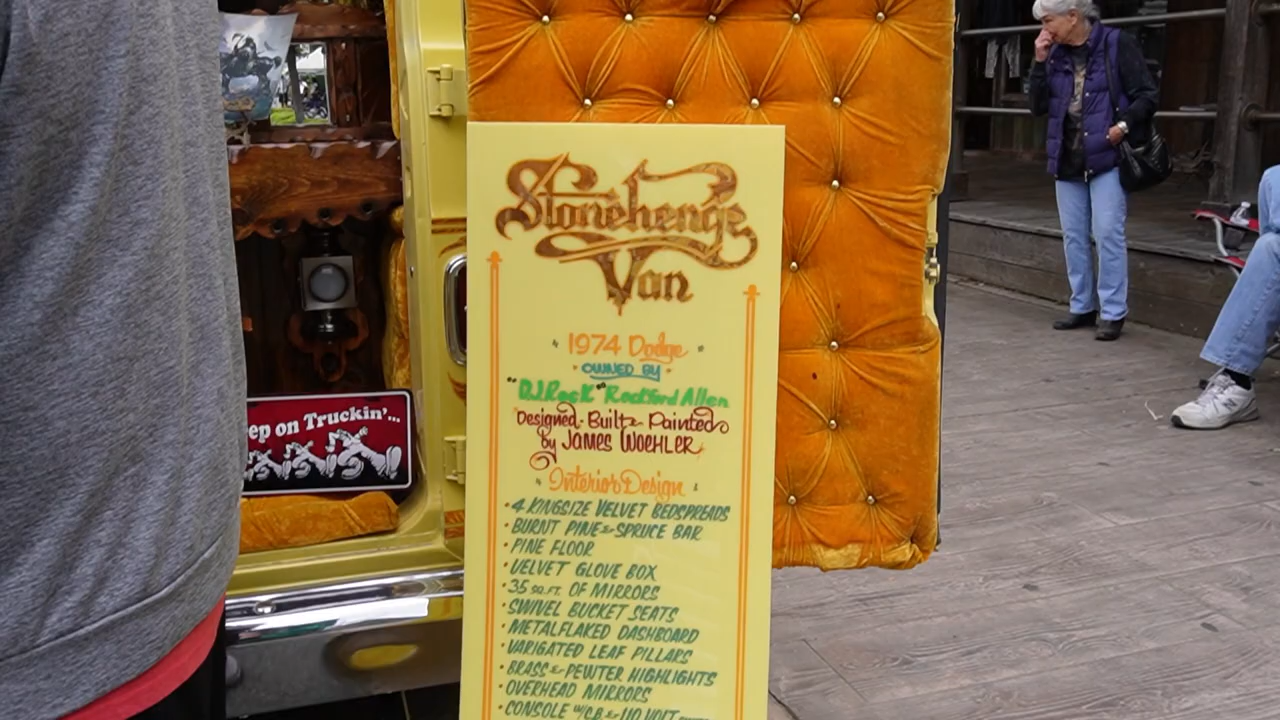 Stonehenge
Van
1974 Dodge
OWNED BY
"D.J. Rock" Rockford Allen
Designed - Built & Painted
by JAMES WOEHLER
Interior Design
• 4 KINGSIZE VELVET BEDSPREADS
• BURNT PINE & SPRUCE BAR
• PINE FLOOR
• VELVET GLOVE BOX
• 35 SQ. FT. OF MIRRORS
• SWIVEL BUCKET SEATS
• METALFLAKED DASHBOARD
• VARIGATED LEAF PILLARS
• BRASS & PEWTER HIGHLIGHTS
• OVERHEAD MIRRORS
• CONSOLE W/CB & 110 VOLT
ep on Truckin'...